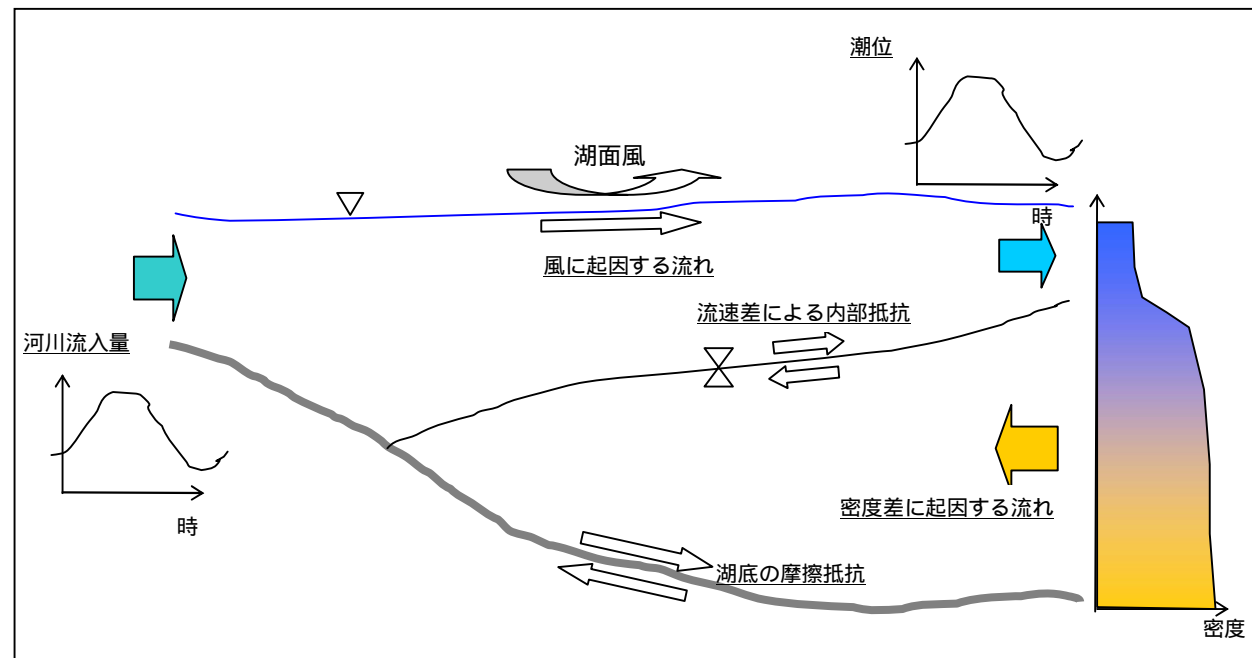 潮位
湖面風
時
風に起因する流れ
流速差による内部抵抗
河川流入量
密度差に起因する流れ
時
湖底の摩擦抵抗
密度